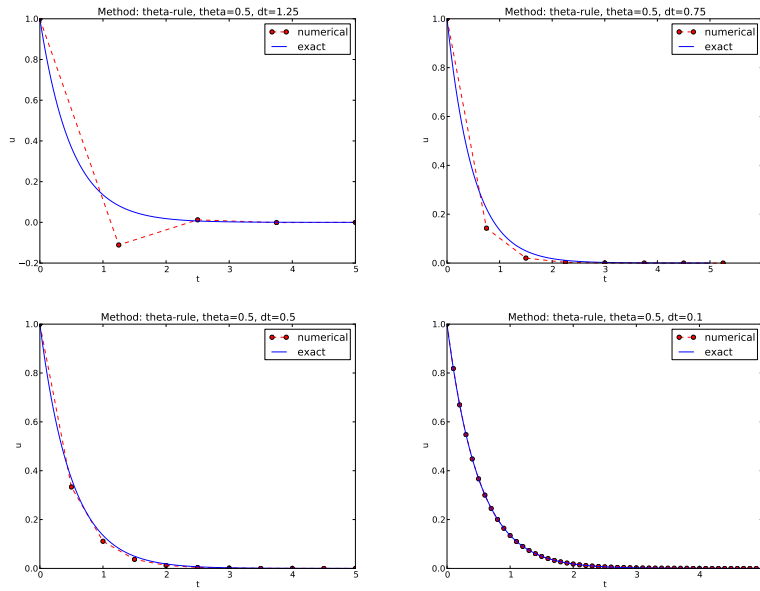 Method: theta-rule, theta=0.5, dt=1.25
1.0
0.8
0.6
0.4
0.2
0.0
−0.2
u
0 1 2 3 4 5
t
numerical
exact
Method: theta-rule, theta=0.5, dt=0.75
1.0
0.8
0.6
0.4
0.2
0.0
u
0 1 2 3 4 5
t
numerical
exact
Method: theta-rule, theta=0.5, dt=0.5
1.0
0.8
0.6
0.4
0.2
0.0
u
0 1 2 3 4 5
t
numerical
exact
Method: theta-rule, theta=0.5, dt=0.1
1.0
0.8
0.6
0.4
0.2
0.0
u
0 1 2 3 4
t
numerical
exact